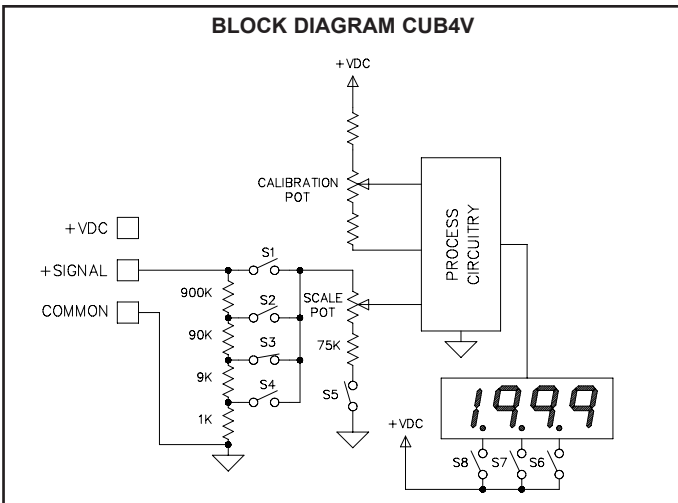 BLOCK DIAGRAM CUB4V
+VDC
CALIBRATION
POT
PROCESS
CIRCUITRY
+VDC
+SIGNAL
COMMON
S1
900K
S2
90K
S3
9K
S4
1K
SCALE
POT
75K
S5
1.9.9.9
+VDC
S8
S7
S6